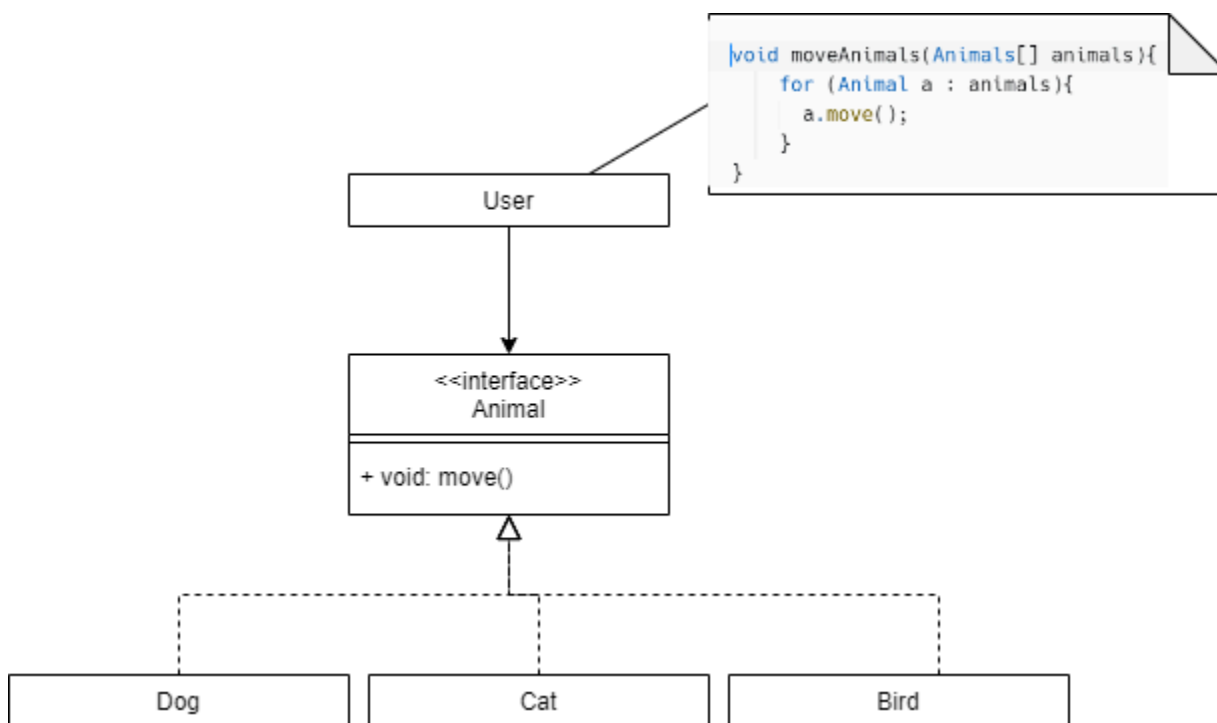 void moveAnimals(Animals[] animals){
for (Animal a : animals){
a.move();
}
}
User
<<interface>>
Animal
+ void: move()
Dog
Cat
Bird